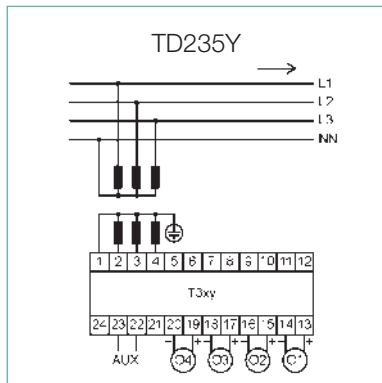 TD235Y
L1
L2
L3
NN
1 2 3 4 5 6 7 8 9 10 11 12
T3xy
24 23 22 21 20 19 18 17 16 15 14 13
- + - + - + - +
AUX O4 O3 O2 O1